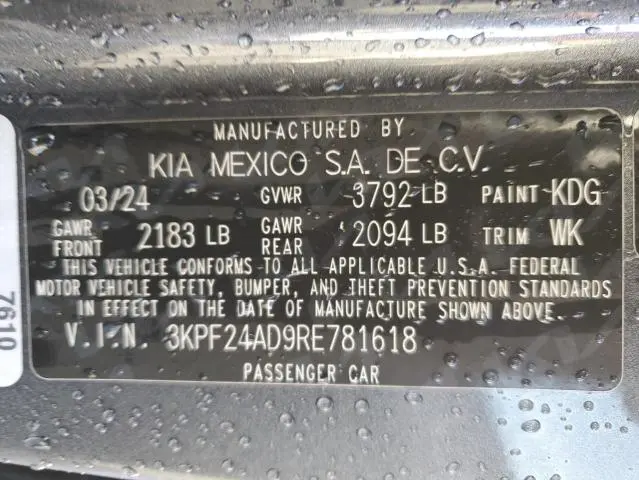 MANUFACTURED BY
KIA MEXICO S.A. DE C.V.
03/24 GVWR 3792 LB PAINT KDG
GAWR FRONT 2183 LB GAWR REAR 2094 LB TRIM WK
THIS VEHICLE CONFORMS TO ALL APPLICABLE U.S.A. FEDERAL
MOTOR VEHICLE SAFETY, BUMPER, AND THEFT PREVENTION STANDARDS
IN EFFECT ON THE DATE OF MANUFACTURE SHOWN ABOVE.
V.I.N. 3KPF24AD9RE781618
PASSENGER CAR
7610